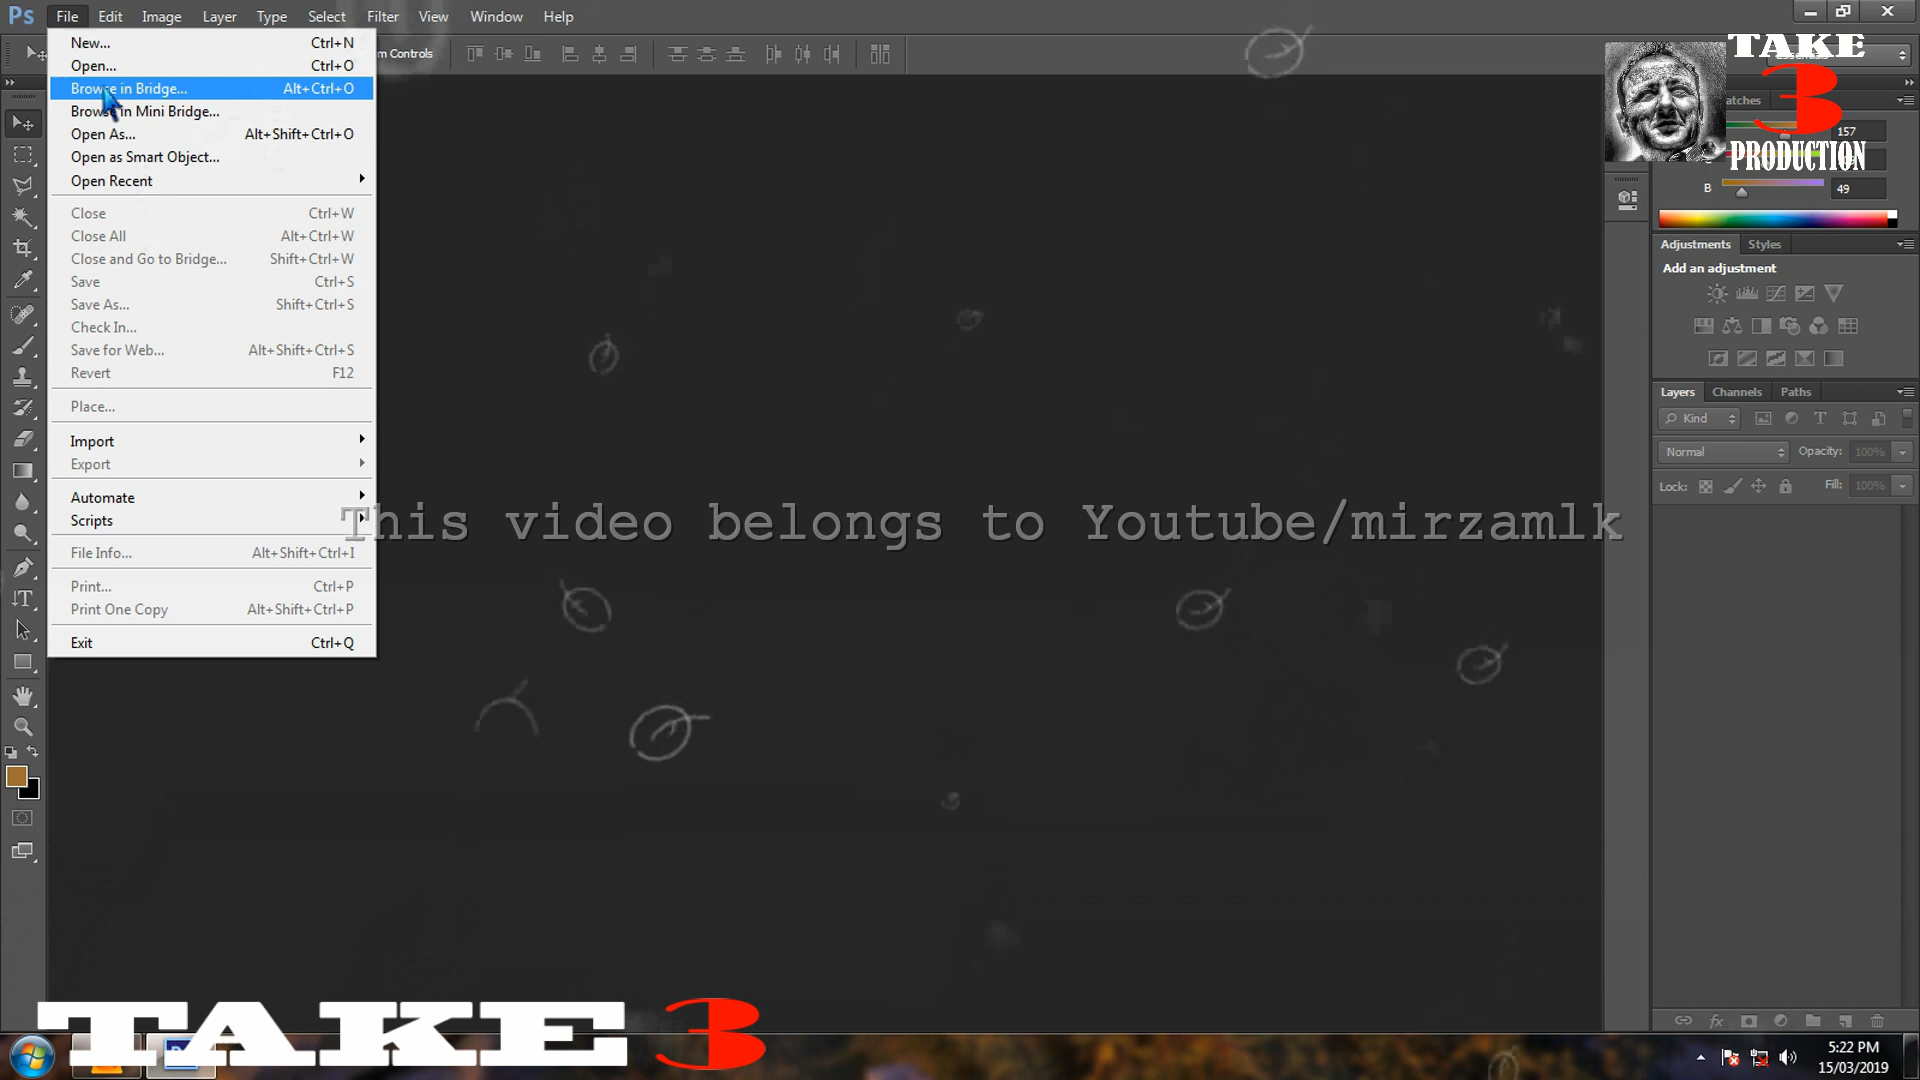 Ps File Edit Image Layer Type Select Filter View Window Help
m Controls
New... Ctrl+N
Open... Ctrl+O
Browse in Bridge... Alt+Ctrl+O
Browse in Mini Bridge...
Open As... Alt+Shift+Ctrl+O
Open as Smart Object...
Open Recent
Close Ctrl+W
Close All Alt+Ctrl+W
Close and Go to Bridge... Shift+Ctrl+W
Save Ctrl+S
Save As... Shift+Ctrl+S
Check In...
Save for Web... Alt+Shift+Ctrl+S
Revert F12
Place...
Import
Export
Automate
Scripts
File Info... Alt+Shift+Ctrl+I
Print... Ctrl+P
Print One Copy Alt+Shift+Ctrl+P
Exit Ctrl+Q
This video belongs to Youtube/mirzamlk
TAKE
3
PRODUCTION
atches
157
B 49
Adjustments Styles
Add an adjustment
Layers Channels Paths
Kind
Normal Opacity: 100%
Lock: Fill: 100%
fx
TAKE 3
5:22 PM
15/03/2019